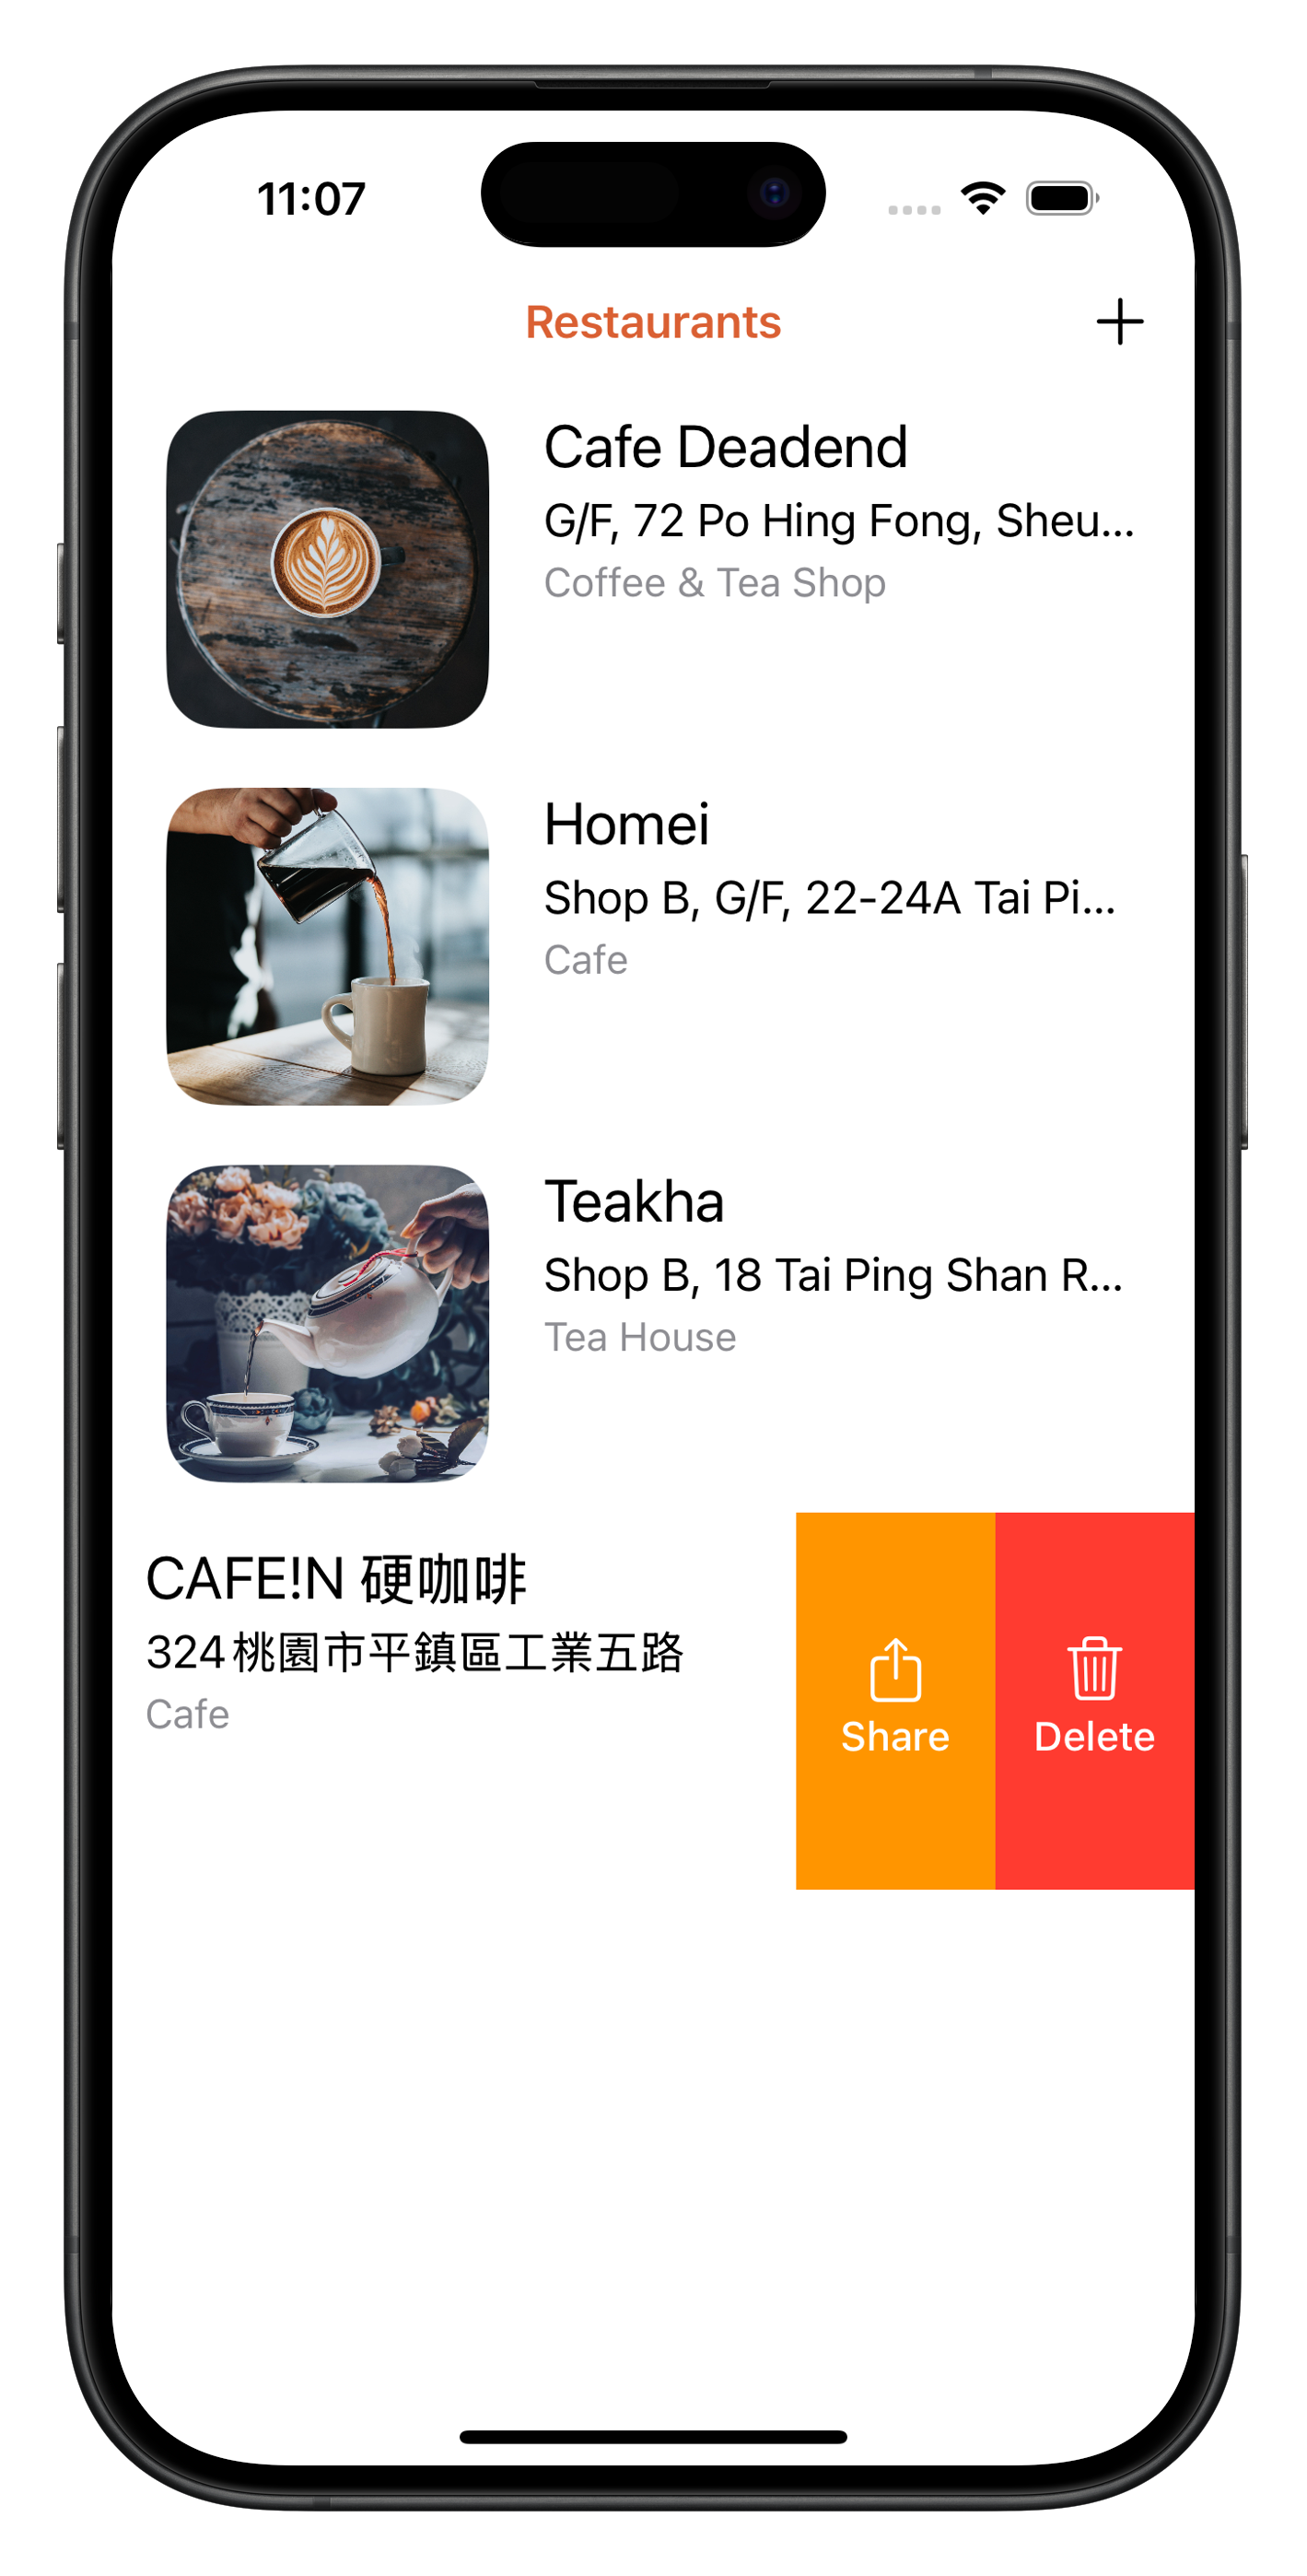 11:07
Restaurants
Cafe Deadend
G/F, 72 Po Hing Fong, Sheu...
Coffee & Tea Shop
Homei
Shop B, G/F, 22-24A Tai Pi...
Cafe
Teakha
Shop B, 18 Tai Ping Shan R...
Tea House
CAFE!N 硬咖啡
324桃園市平鎮區工業五路
Cafe
Share
Delete